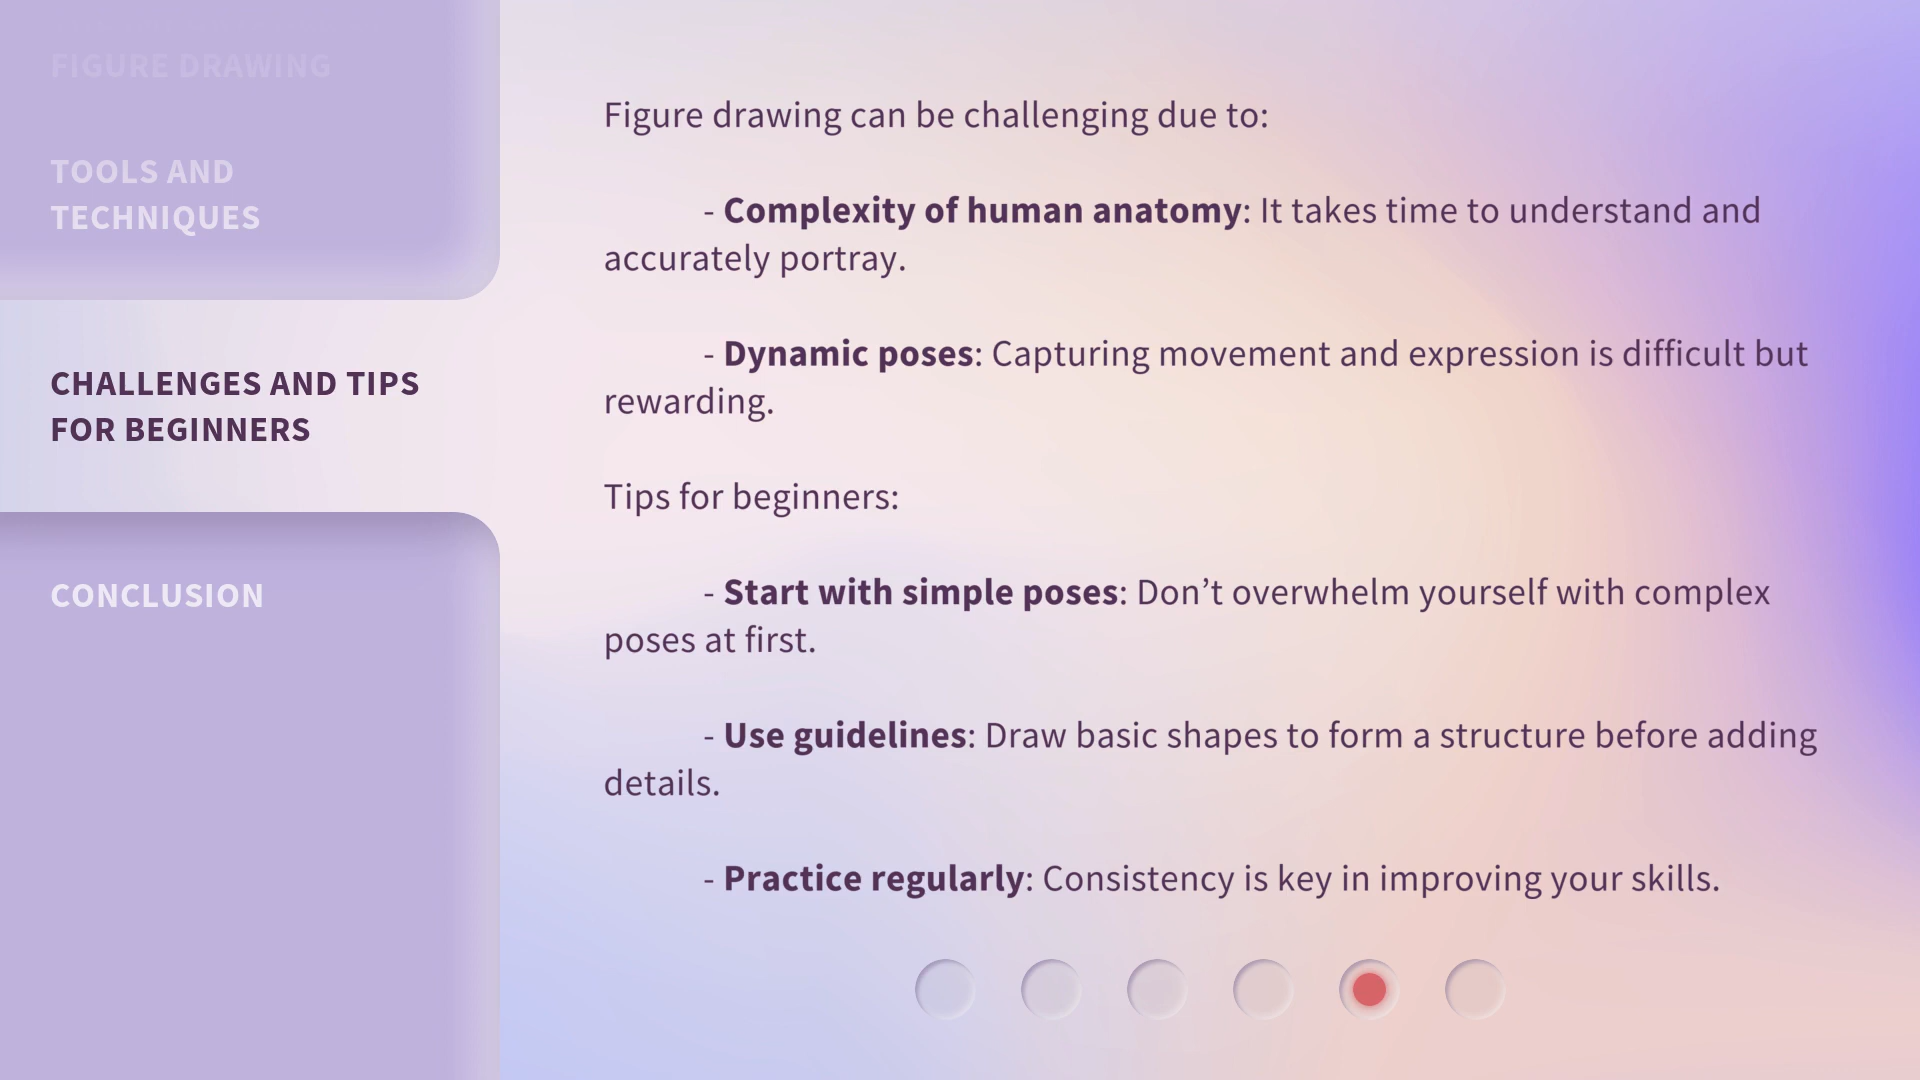 FIGURE DRAWING
TOOLS AND
TECHNIQUES
CHALLENGES AND TIPS
FOR BEGINNERS
CONCLUSION
Figure drawing can be challenging due to:
- Complexity of human anatomy: It takes time to understand and
accurately portray.
- Dynamic poses: Capturing movement and expression is difficult but
rewarding.
Tips for beginners:
- Start with simple poses: Don’t overwhelm yourself with complex
poses at first.
- Use guidelines: Draw basic shapes to form a structure before adding
details.
- Practice regularly: Consistency is key in improving your skills.